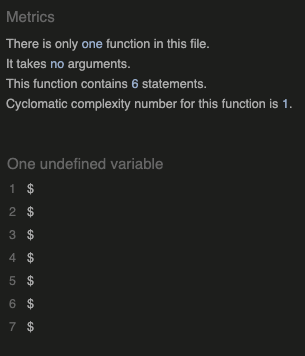 Metrics
There is only one function in this file.
It takes no arguments.
This function contains 6 statements.
Cyclomatic complexity number for this function is 1.
One undefined variable
1 $
2 $
3 $
4 $
5 $
6 $
7 $